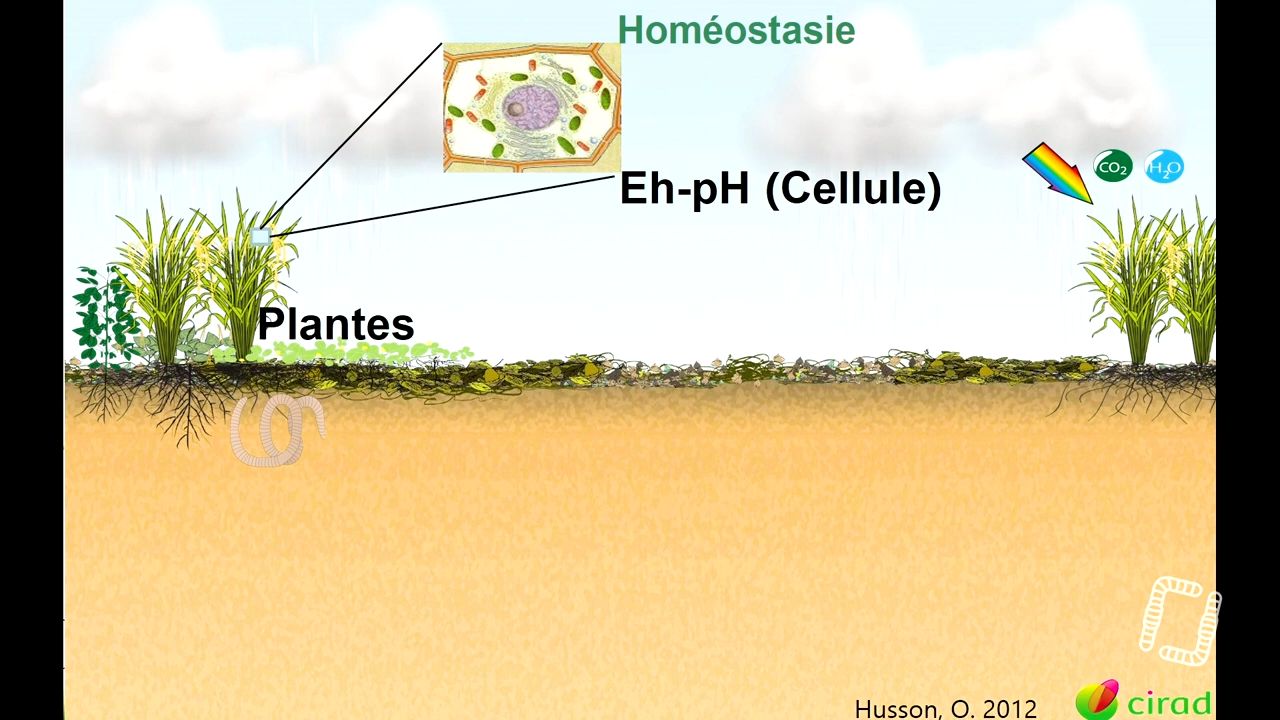 Homéostasie
CO₂
H₂O
Eh-pH (Cellule)
Plantes
Husson, O. 2012
cirad